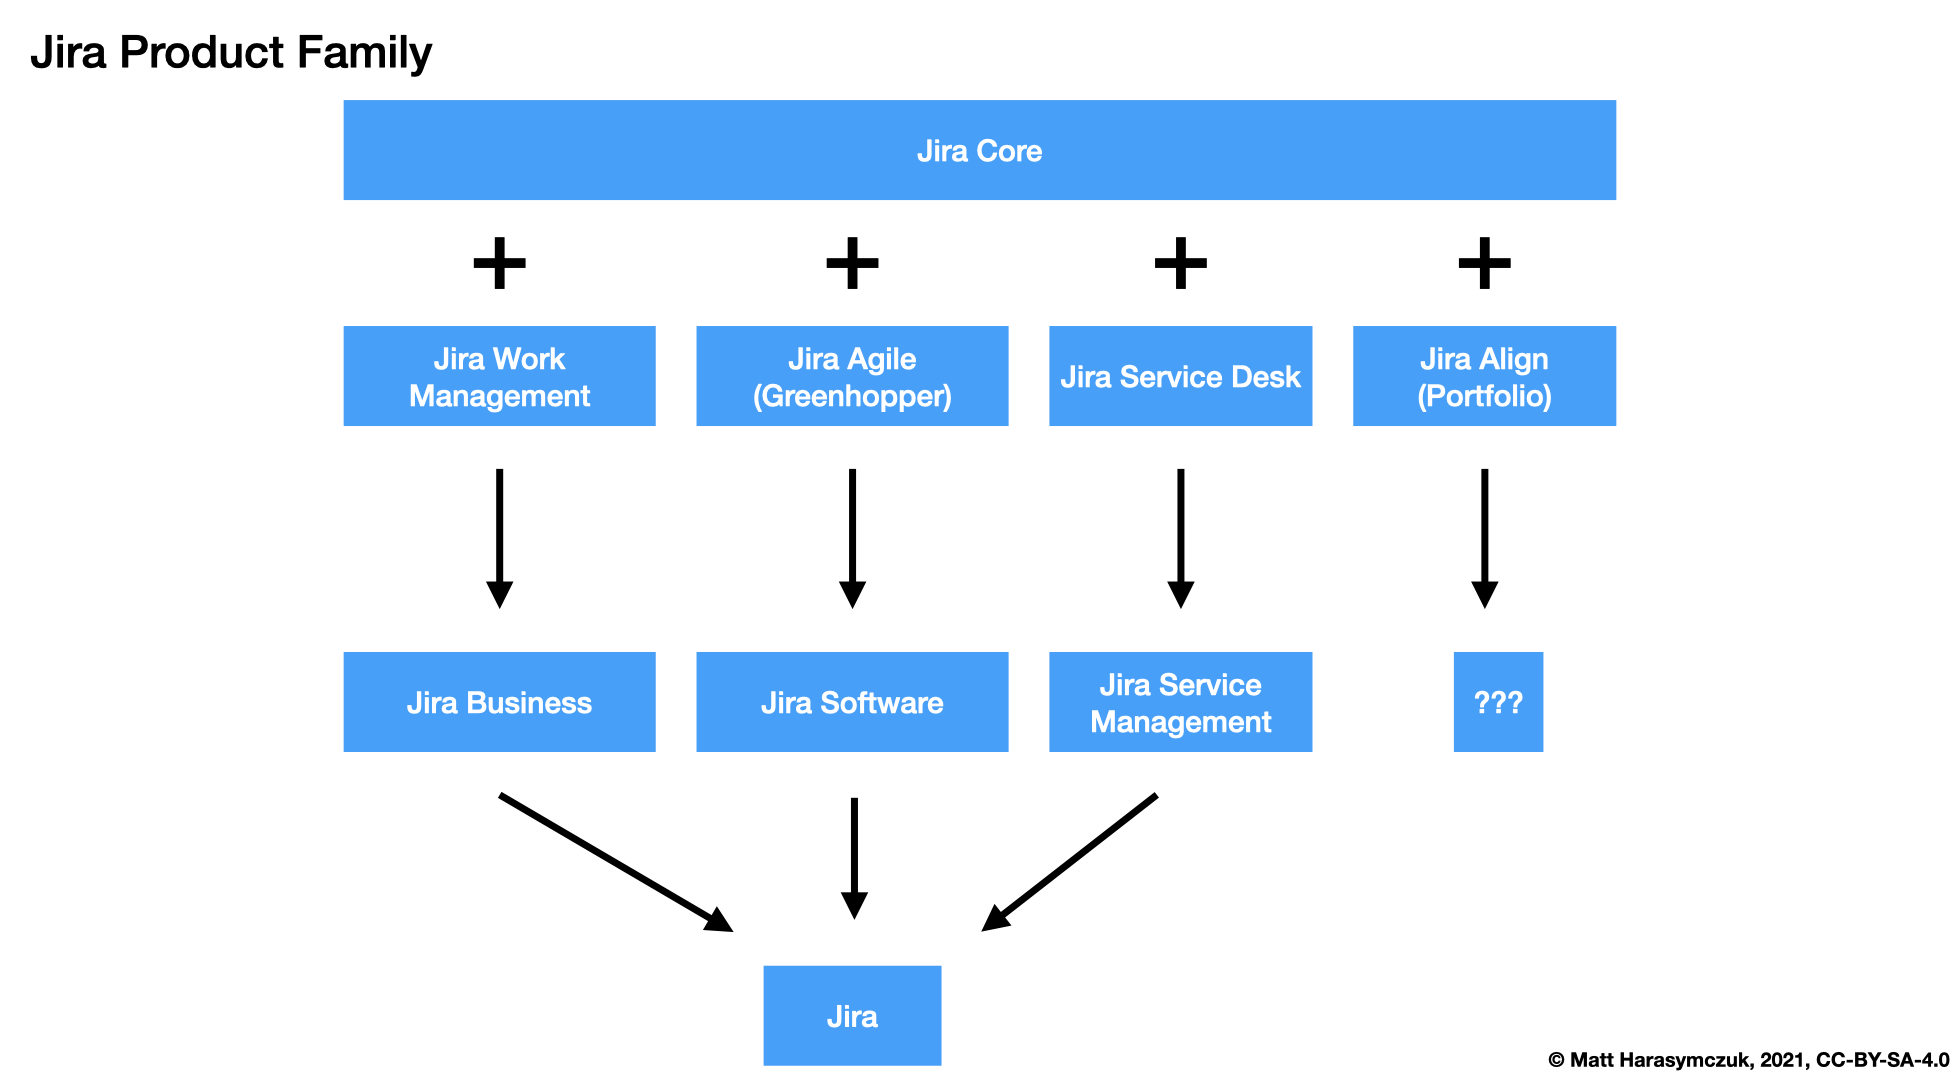 Jira Product Family
Jira Core
+ + + +
Jira Work
Management
Jira Agile
(Greenhopper)
Jira Service Desk
Jira Align
(Portfolio)
Jira Business
Jira Software
Jira Service
Management
???
Jira
© Matt Harasymczuk, 2021, CC-BY-SA-4.0